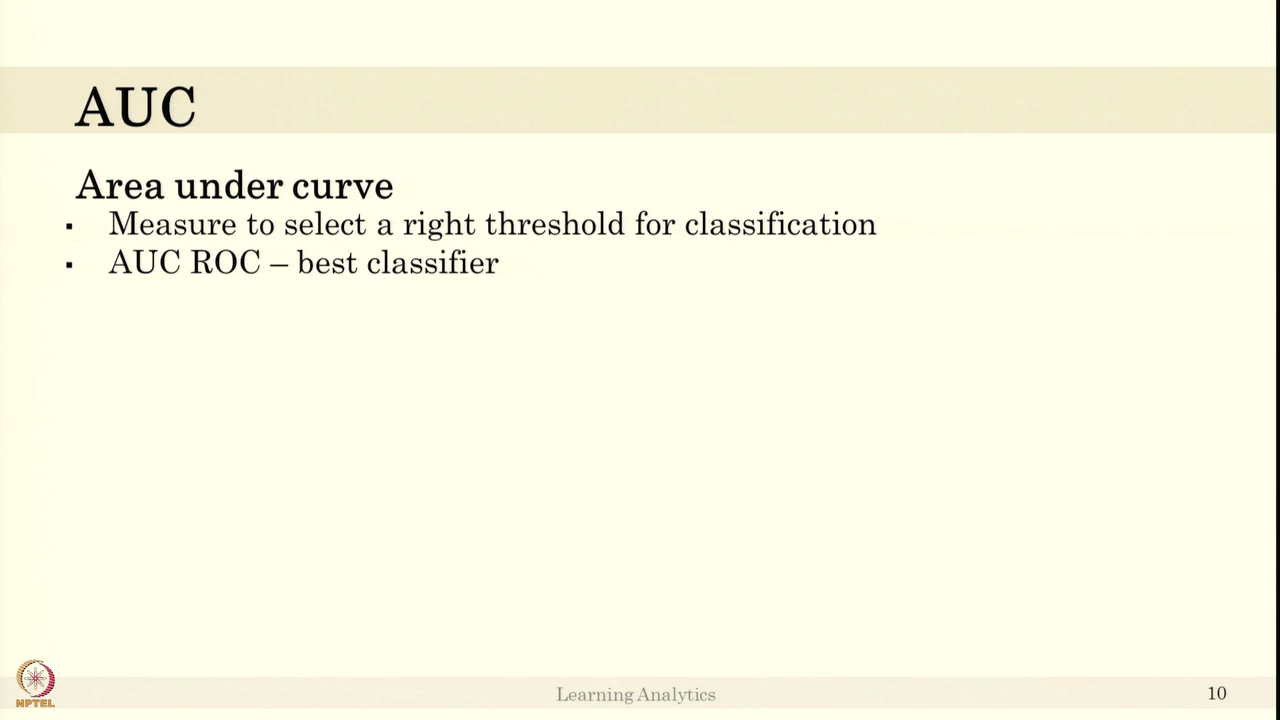 AUC
Area under curve
▪ Measure to select a right threshold for classification
▪ AUC ROC – best classifier
NPTEL
Learning Analytics
10